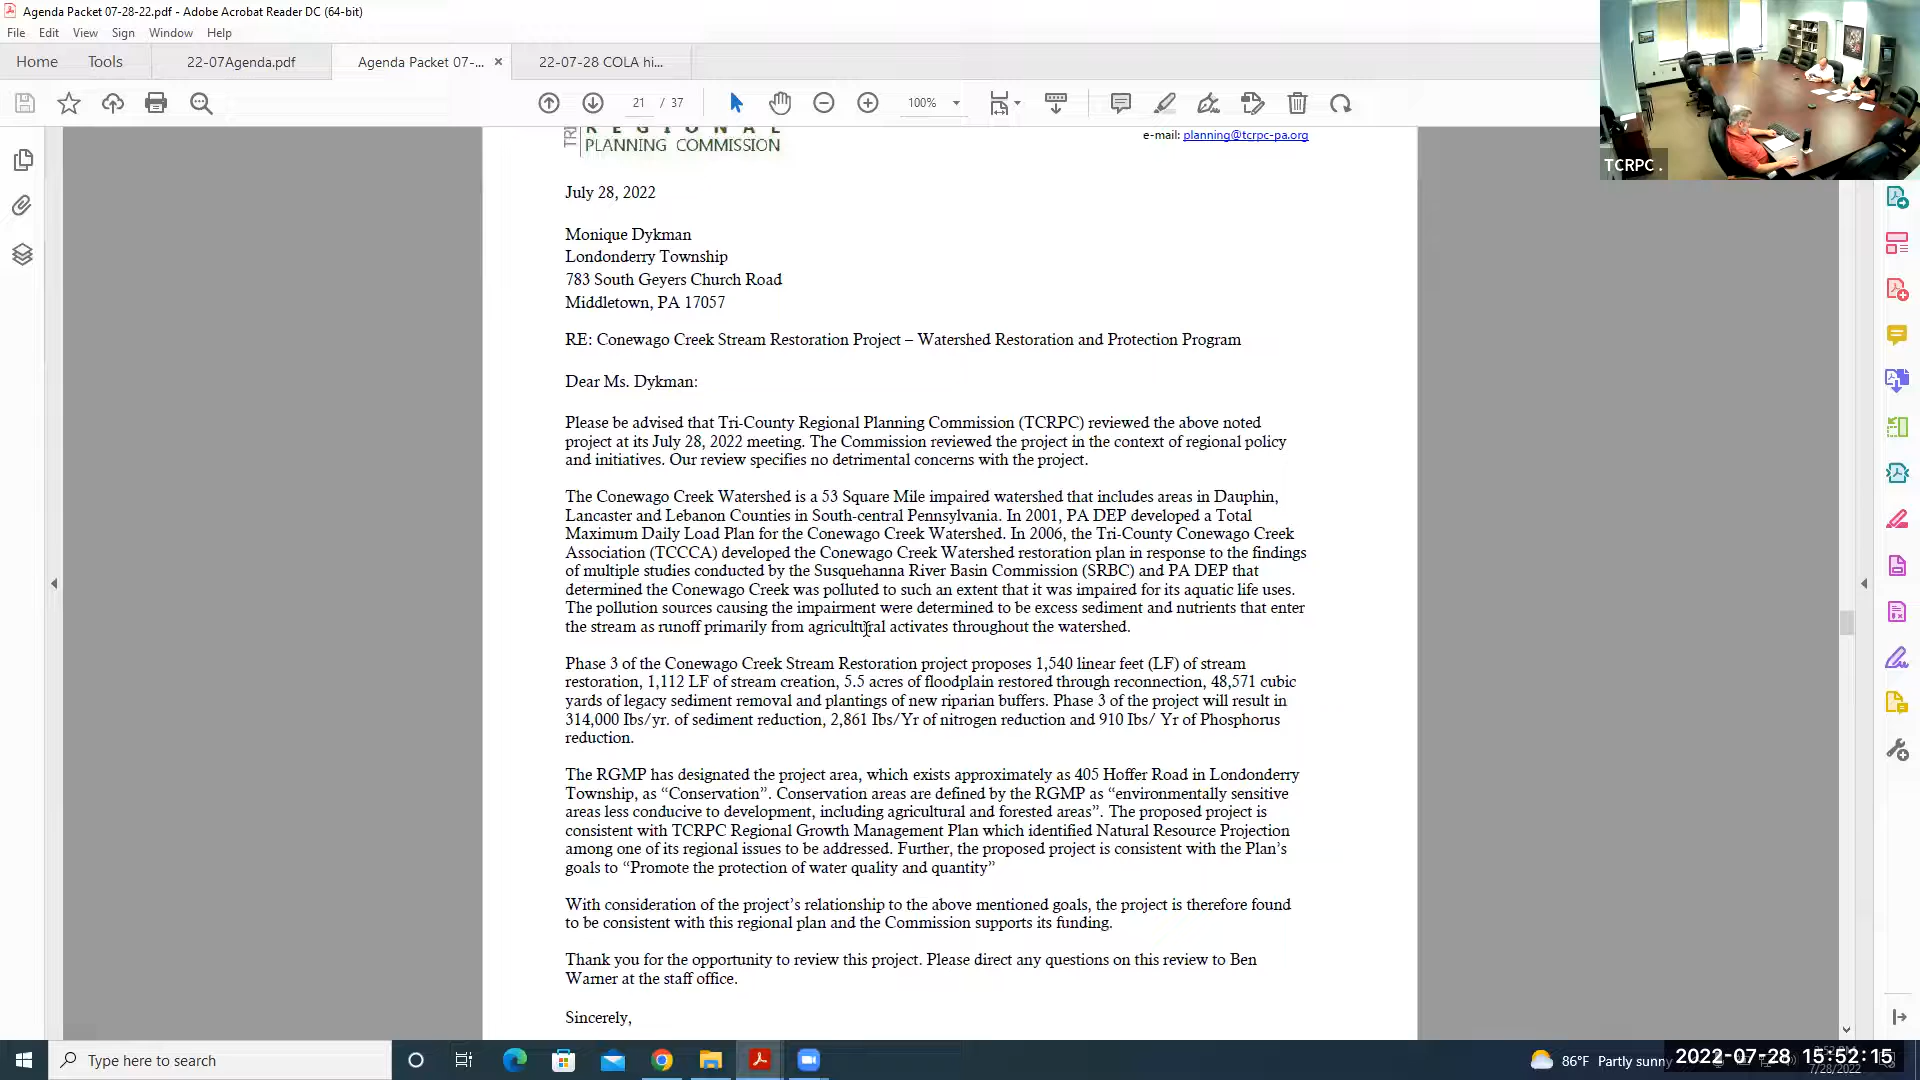 Agenda Packet 07-28-22.pdf - Adobe Acrobat Reader DC (64-bit)
File Edit View Sign Window Help
Home Tools 22-07Agenda.pdf Agenda Packet 07-... × 22-07-28 COLA hi...
21 / 37 100%
REGIONAL
PLANNING COMMISSION
e-mail: planning@tcrpc-pa.org
TCRPC .
July 28, 2022
Monique Dykman
Londonderry Township
783 South Geyers Church Road
Middletown, PA 17057
RE: Conewago Creek Stream Restoration Project – Watershed Restoration and Protection Program
Dear Ms. Dykman:
Please be advised that Tri-County Regional Planning Commission (TCRPC) reviewed the above noted
project at its July 28, 2022 meeting. The Commission reviewed the project in the context of regional policy
and initiatives. Our review specifies no detrimental concerns with the project.
The Conewago Creek Watershed is a 53 Square Mile impaired watershed that includes areas in Dauphin,
Lancaster and Lebanon Counties in South-central Pennsylvania. In 2001, PA DEP developed a Total
Maximum Daily Load Plan for the Conewago Creek Watershed. In 2006, the Tri-County Conewago Creek
Association (TCCCA) developed the Conewago Creek Watershed restoration plan in response to the findings
of multiple studies conducted by the Susquehanna River Basin Commission (SRBC) and PA DEP that
determined the Conewago Creek was polluted to such an extent that it was impaired for its aquatic life uses.
The pollution sources causing the impairment were determined to be excess sediment and nutrients that enter
the stream as runoff primarily from agricultural activates throughout the watershed.
Phase 3 of the Conewago Creek Stream Restoration project proposes 1,540 linear feet (LF) of stream
restoration, 1,112 LF of stream creation, 5.5 acres of floodplain restored through reconnection, 48,571 cubic
yards of legacy sediment removal and plantings of new riparian buffers. Phase 3 of the project will result in
314,000 Ibs/yr. of sediment reduction, 2,861 Ibs/Yr of nitrogen reduction and 910 Ibs/ Yr of Phosphorus
reduction.
The RGMP has designated the project area, which exists approximately as 405 Hoffer Road in Londonderry
Township, as “Conservation”. Conservation areas are defined by the RGMP as “environmentally sensitive
areas less conducive to development, including agricultural and forested areas”. The proposed project is
consistent with TCRPC Regional Growth Management Plan which identified Natural Resource Projection
among one of its regional issues to be addressed. Further, the proposed project is consistent with the Plan’s
goals to “Promote the protection of water quality and quantity”
With consideration of the project’s relationship to the above mentioned goals, the project is therefore found
to be consistent with this regional plan and the Commission supports its funding.
Thank you for the opportunity to review this project. Please direct any questions on this review to Ben
Warner at the staff office.
Sincerely,
Type here to search
86°F Partly sunny
2022-07-28 15:52:15
7/28/2022